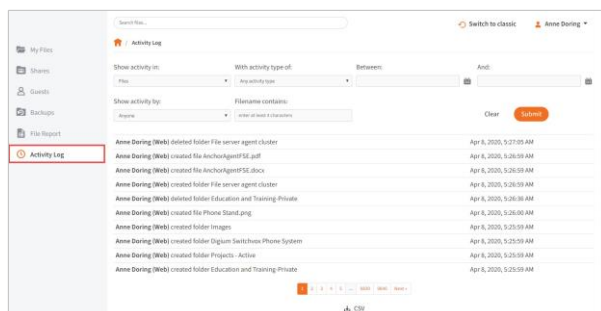 Search files...
Switch to classic
Anne Doring
My Files
Shares
Guests
Backups
File Report
Activity Log
/ Activity Log
Show activity in:
With activity type of:
Between:
And:
Files
Any activity type
Show activity by:
Filename contains:
Anyone
enter at least 3 characters
Clear
Submit
Anne Doring (Web) deleted folder File server agent cluster Apr 8, 2020, 5:27:05 AM
Anne Doring (Web) created file AnchorAgentFSE.pdf Apr 8, 2020, 5:26:59 AM
Anne Doring (Web) created file AnchorAgentFSE.docx Apr 8, 2020, 5:26:59 AM
Anne Doring (Web) created folder File server agent cluster Apr 8, 2020, 5:26:59 AM
Anne Doring (Web) deleted folder Education and Training-Private Apr 8, 2020, 5:26:36 AM
Anne Doring (Web) created file Phone Stand.png Apr 8, 2020, 5:26:00 AM
Anne Doring (Web) created folder Images Apr 8, 2020, 5:25:59 AM
Anne Doring (Web) created folder Digium Switchvox Phone System Apr 8, 2020, 5:25:59 AM
Anne Doring (Web) created folder Projects - Active Apr 8, 2020, 5:25:59 AM
Anne Doring (Web) created folder Education and Training-Private Apr 8, 2020, 5:25:59 AM
1 2 3 4 5 ... Next ›
CSV